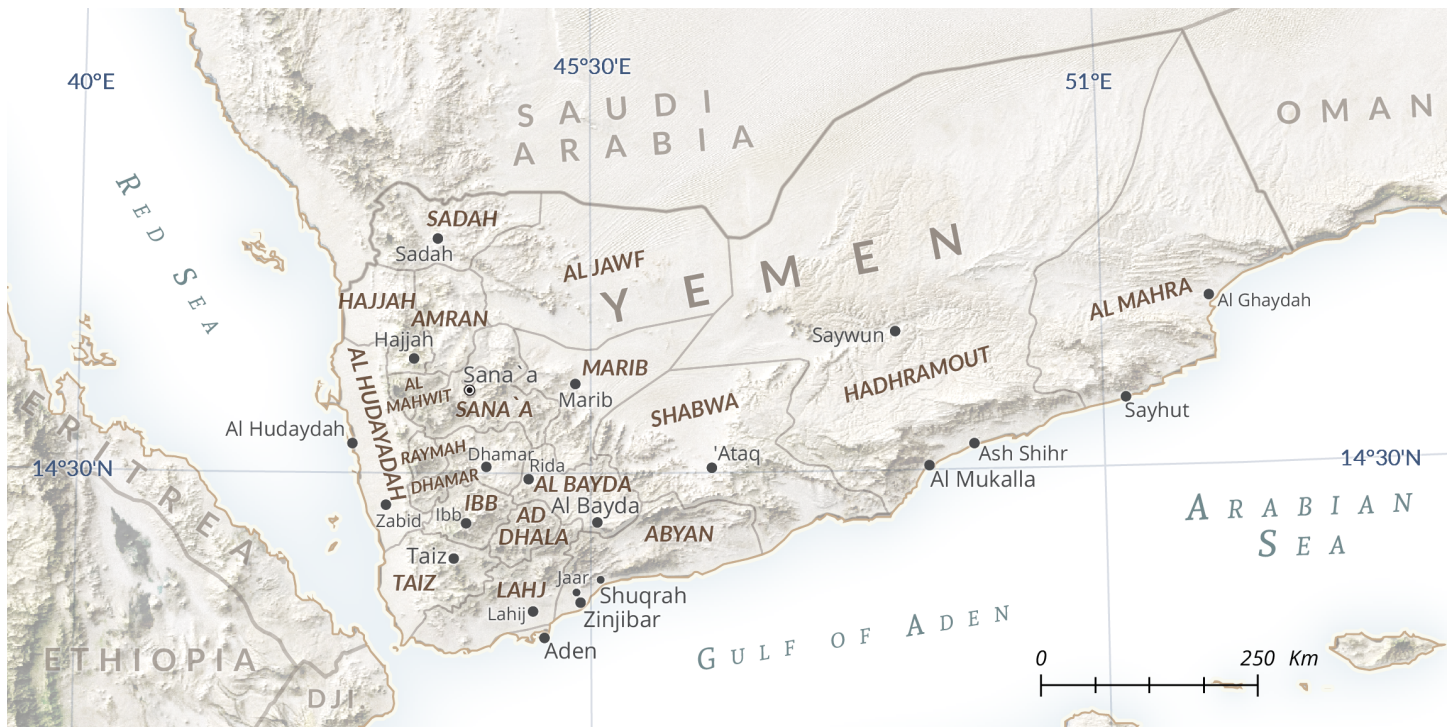 40°E
45°30'E
51°E
SAUDI
ARABIA
OMAN
RED SEA
SADAH
Sadah
AL JAWF
YEMEN
HAJJAH
AMRAN
Hajjah
AL MAHRA
Al Ghaydah
Saywun
HADHRAMOUT
AL HUDAYADAH
AL
MAHWIT
Sana`a
SANA`A
MARIB
Marib
SHABWA
Sayhut
ERITREA
Al Hudaydah
14°30'N
RAYMAH
Dhamar
DHAMAR
Rida
AL BAYDA
'Ataq
Ash Shihr
Al Mukalla
14°30'N
Zabid
Ibb
IBB
AD
DHALA
Al Bayda
ABYAN
ARABIAN
SEA
Taiz
TAIZ
LAHJ
Lahij
Jaar
Shuqrah
Zinjibar
Aden
GULF OF ADEN
ETHIOPIA
DJI.
0
250 Km